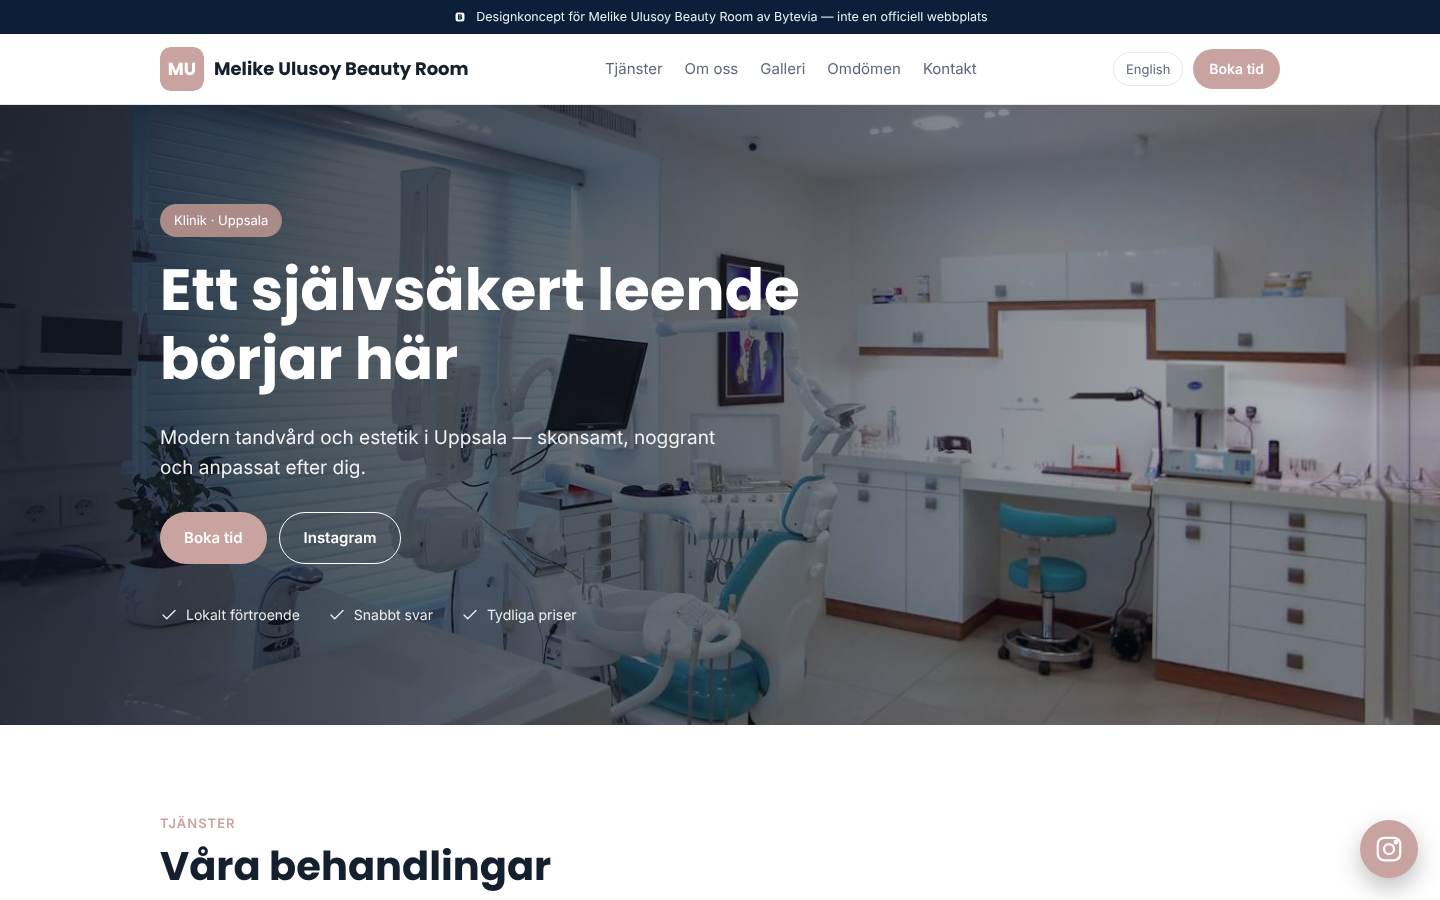 Designkoncept för Melike Ulusoy Beauty Room av Bytevia — inte en officiell webbplats
MU
Melike Ulusoy Beauty Room
Tjänster
Om oss
Galleri
Omdömen
Kontakt
English
Boka tid
Klinik · Uppsala
Ett självsäkert leende
börjar här
Modern tandvård och estetik i Uppsala — skonsamt, noggrant
och anpassat efter dig.
Boka tid
Instagram
Lokalt förtroende
Snabbt svar
Tydliga priser
TJÄNSTER
Våra behandlingar